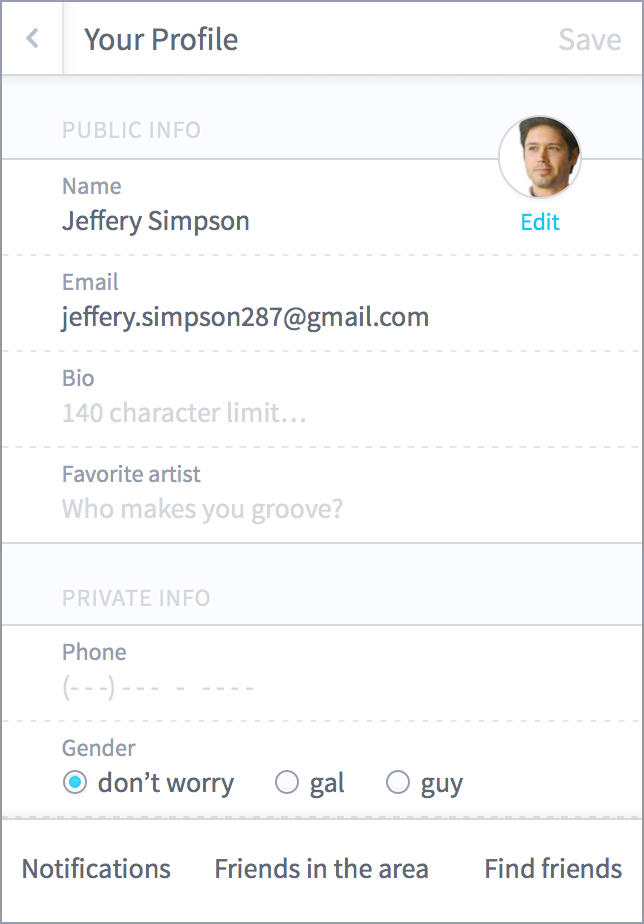 Your Profile Save
PUBLIC INFO
Name
Jeffery Simpson
Edit
Email
jeffery.simpson287@gmail.com
Bio
140 character limit…
Favorite artist
Who makes you groove?
PRIVATE INFO
Phone
(- - -) - - - - - - - -
Gender
don’t worry gal guy
Notifications Friends in the area Find friends